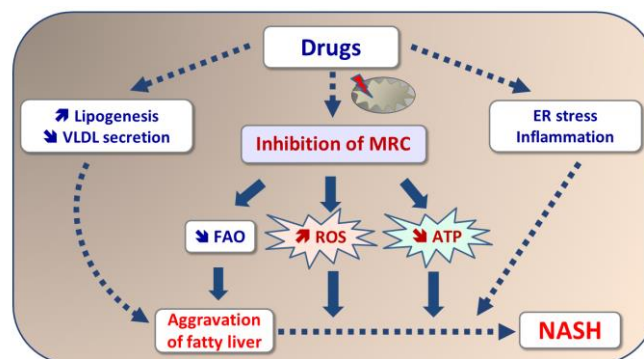 Drugs
↗ Lipogenesis
↘ VLDL secretion
ER stress
Inflammation
Inhibition of MRC
↘ FAO
↗ ROS
↘ ATP
Aggravation
of fatty liver
NASH